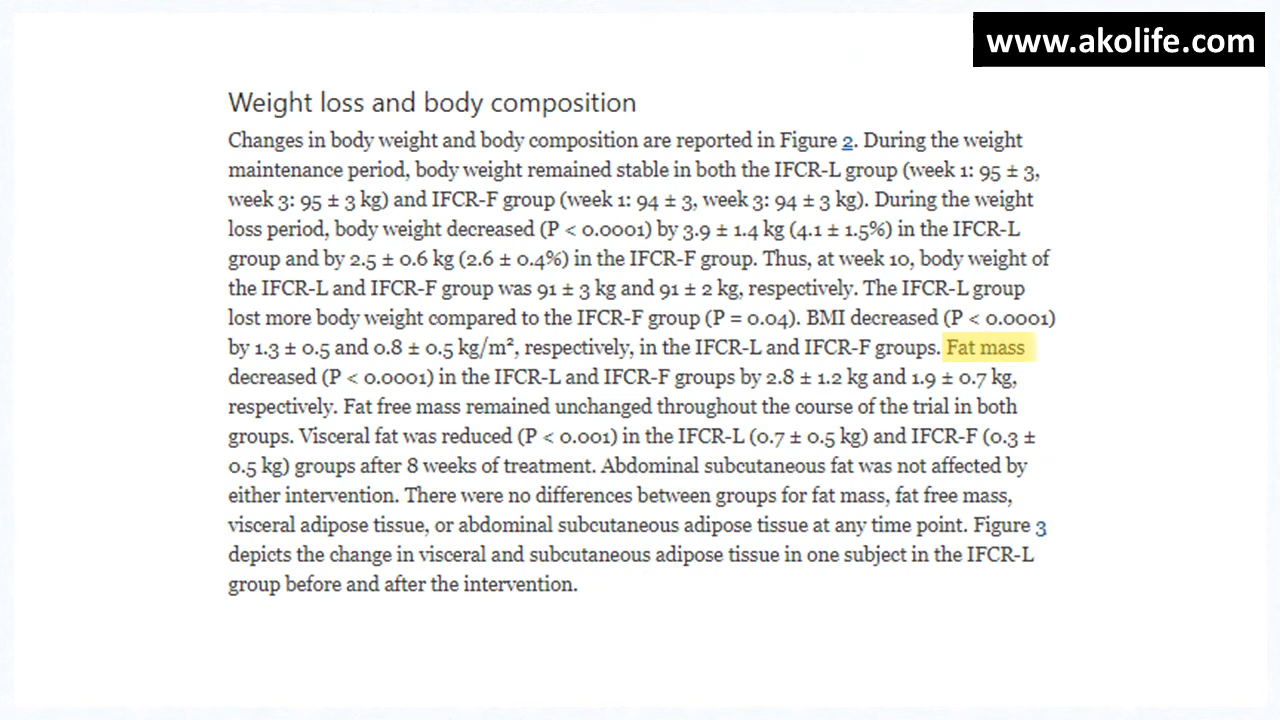 www.akolife.com
Weight loss and body composition
Changes in body weight and body composition are reported in Figure 2. During the weight
maintenance period, body weight remained stable in both the IFCR-L group (week 1: 95 ± 3,
week 3: 95 ± 3 kg) and IFCR-F group (week 1: 94 ± 3, week 3: 94 ± 3 kg). During the weight
loss period, body weight decreased (P < 0.0001) by 3.9 ± 1.4 kg (4.1 ± 1.5%) in the IFCR-L
group and by 2.5 ± 0.6 kg (2.6 ± 0.4%) in the IFCR-F group. Thus, at week 10, body weight of
the IFCR-L and IFCR-F group was 91 ± 3 kg and 91 ± 2 kg, respectively. The IFCR-L group
lost more body weight compared to the IFCR-F group (P = 0.04). BMI decreased (P < 0.0001)
by 1.3 ± 0.5 and 0.8 ± 0.5 kg/m², respectively, in the IFCR-L and IFCR-F groups. Fat mass
decreased (P < 0.0001) in the IFCR-L and IFCR-F groups by 2.8 ± 1.2 kg and 1.9 ± 0.7 kg,
respectively. Fat free mass remained unchanged throughout the course of the trial in both
groups. Visceral fat was reduced (P < 0.001) in the IFCR-L (0.7 ± 0.5 kg) and IFCR-F (0.3 ±
0.5 kg) groups after 8 weeks of treatment. Abdominal subcutaneous fat was not affected by
either intervention. There were no differences between groups for fat mass, fat free mass,
visceral adipose tissue, or abdominal subcutaneous adipose tissue at any time point. Figure 3
depicts the change in visceral and subcutaneous adipose tissue in one subject in the IFCR-L
group before and after the intervention.